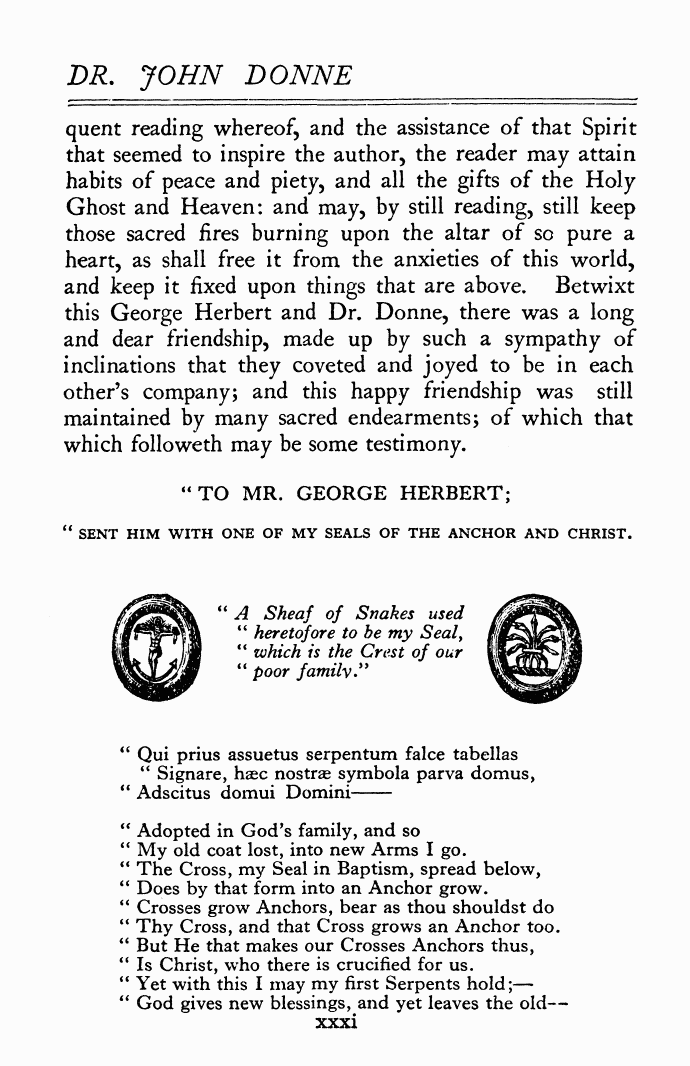 DR. JOHN DONNE
quent reading whereof, and the assistance of that Spirit
that seemed to inspire the author, the reader may attain
habits of peace and piety, and all the gifts of the Holy
Ghost and Heaven: and may, by still reading, still keep
those sacred fires burning upon the altar of so pure a
heart, as shall free it from the anxieties of this world,
and keep it fixed upon things that are above. Betwixt
this George Herbert and Dr. Donne, there was a long
and dear friendship, made up by such a sympathy of
inclinations that they coveted and joyed to be in each
other's company; and this happy friendship was still
maintained by many sacred endearments; of which that
which followeth may be some testimony.
“ TO MR. GEORGE HERBERT;
“ SENT HIM WITH ONE OF MY SEALS OF THE ANCHOR AND CHRIST.
“ A Sheaf of Snakes used
“ heretofore to be my Seal,
“ which is the Crest of our
“ poor family.”
“ Qui prius assuetus serpentum falce tabellas
“ Signare, hæc nostræ symbola parva domus,
“ Adscitus domui Domini——
“ Adopted in God's family, and so
“ My old coat lost, into new Arms I go.
“ The Cross, my Seal in Baptism, spread below,
“ Does by that form into an Anchor grow.
“ Crosses grow Anchors, bear as thou shouldst do
“ Thy Cross, and that Cross grows an Anchor too.
“ But He that makes our Crosses Anchors thus,
“ Is Christ, who there is crucified for us.
“ Yet with this I may my first Serpents hold;—
“ God gives new blessings, and yet leaves the old--
xxxi